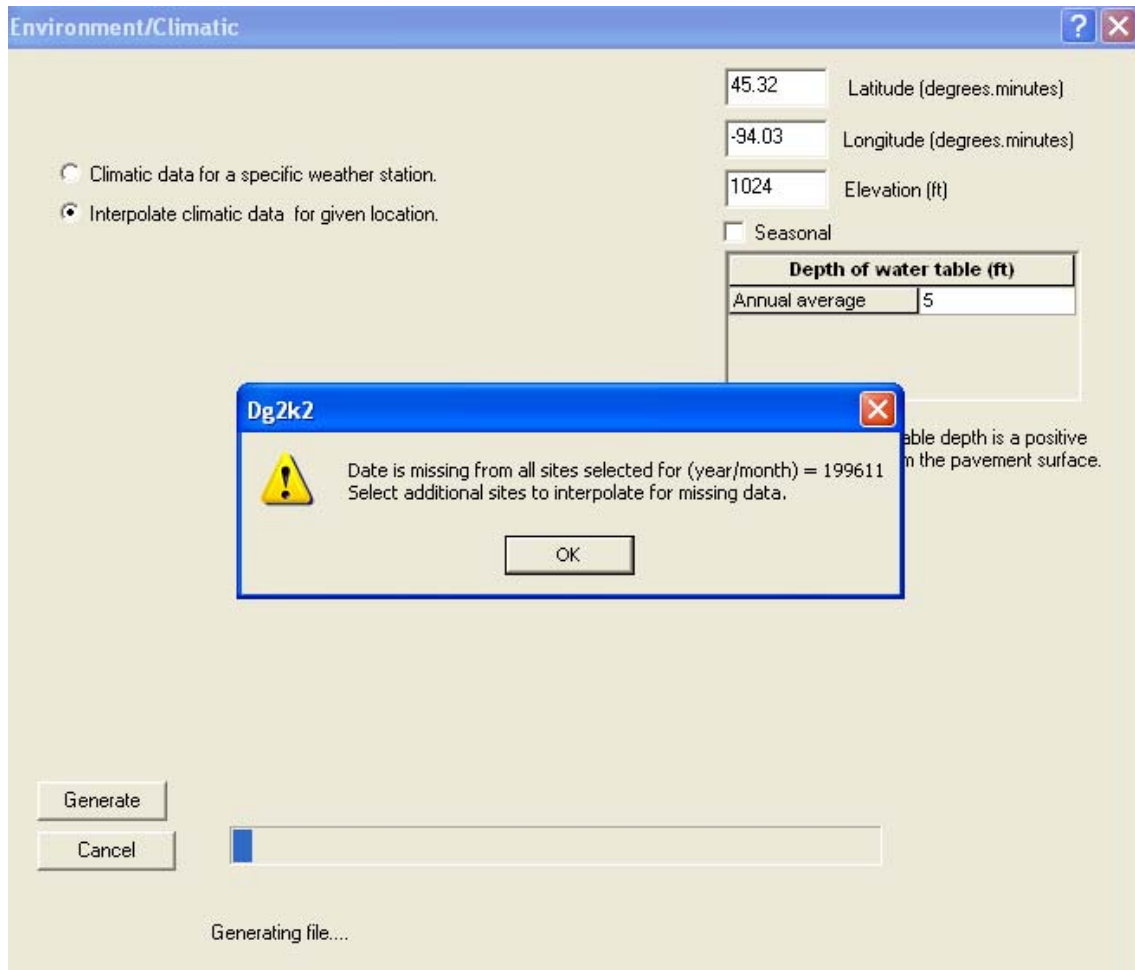 Environment/Climatic
45.32 Latitude (degrees.minutes)
-94.03 Longitude (degrees.minutes)
Climatic data for a specific weather station.
1024 Elevation (ft)
Interpolate climatic data for given location.
Seasonal
Depth of water table (ft)
Annual average 5
Dg2k2
able depth is a positive
the pavement surface.
Date is missing from all sites selected for (year/month) = 199611
Select additional sites to interpolate for missing data.
OK
Generate
Cancel
Generating file....